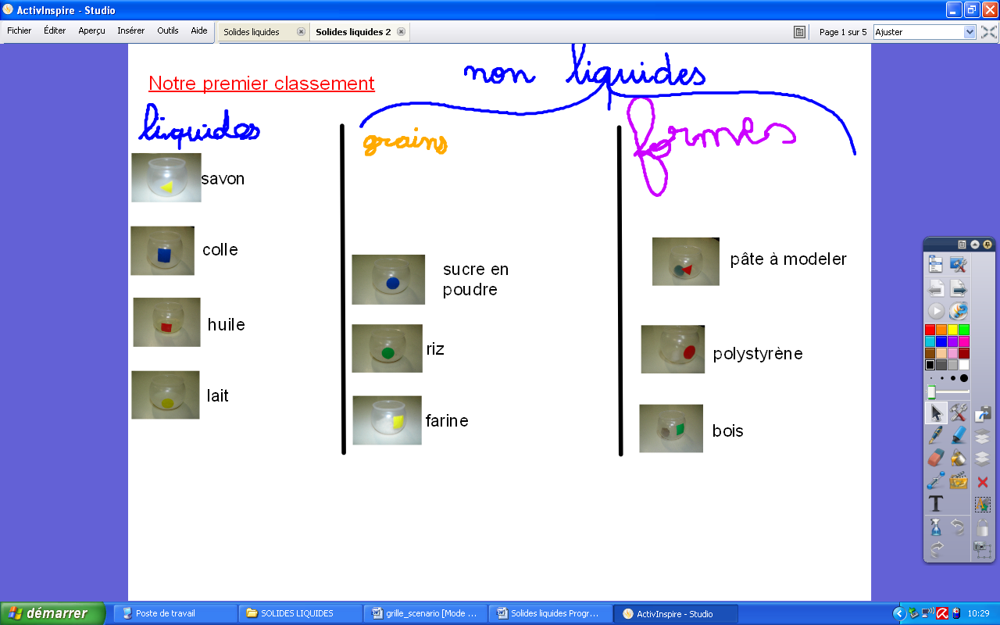 ActivInspire - Studio
Fichier Éditer Aperçu Insérer Outils Aide
Solides liquides
Solides liquides 2
Page 1 sur 5
Ajuster
Notre premier classement
non liquides
liquides
grains
formes
savon
colle
huile
lait
sucre en
poudre
riz
farine
pâte à modeler
polystyrène
bois
T
démarrer
Poste de travail
SOLIDES LIQUIDES
grille_scenario [Mode ...
Solides liquides Progr...
ActivInspire - Studio
10:29